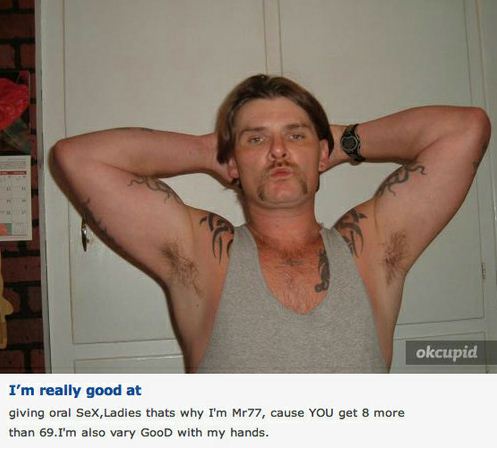 okcupid
I'm really good at
giving oral SeX,Ladies thats why I'm Mr77, cause YOU get 8 more
than 69.I'm also vary GooD with my hands.